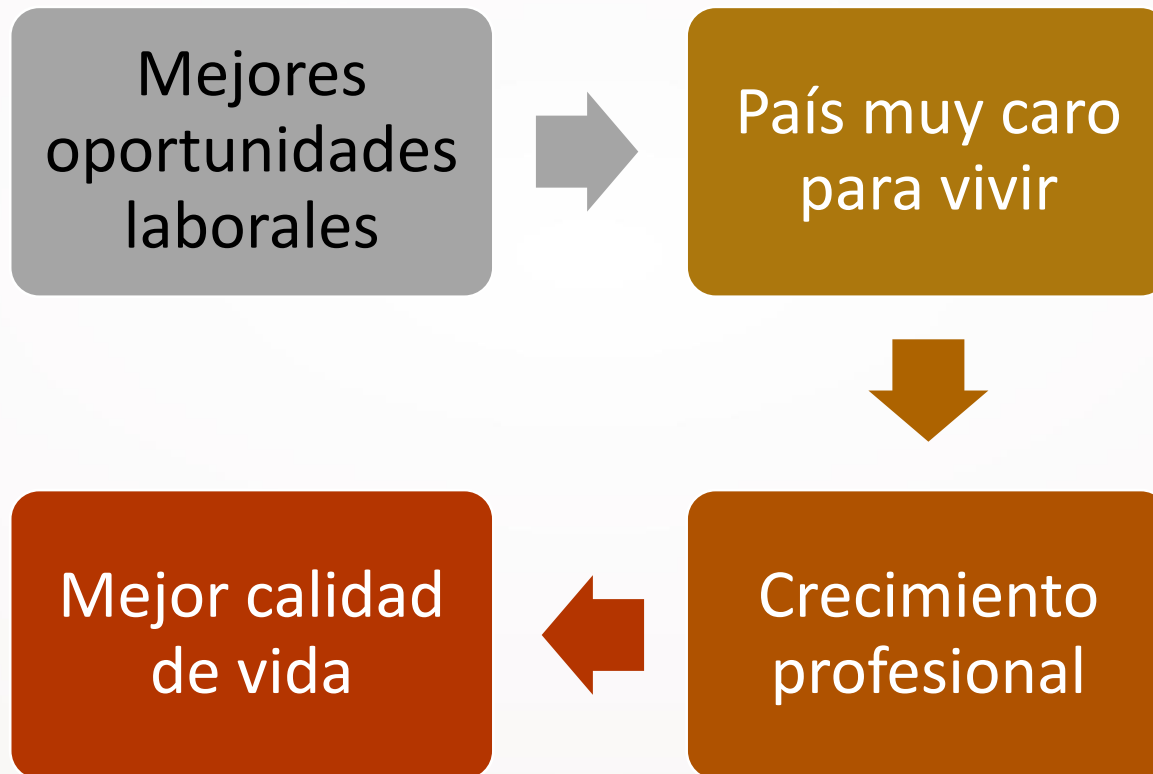 Mejores
oportunidades
laborales
País muy caro
para vivir
Crecimiento
profesional
Mejor calidad
de vida